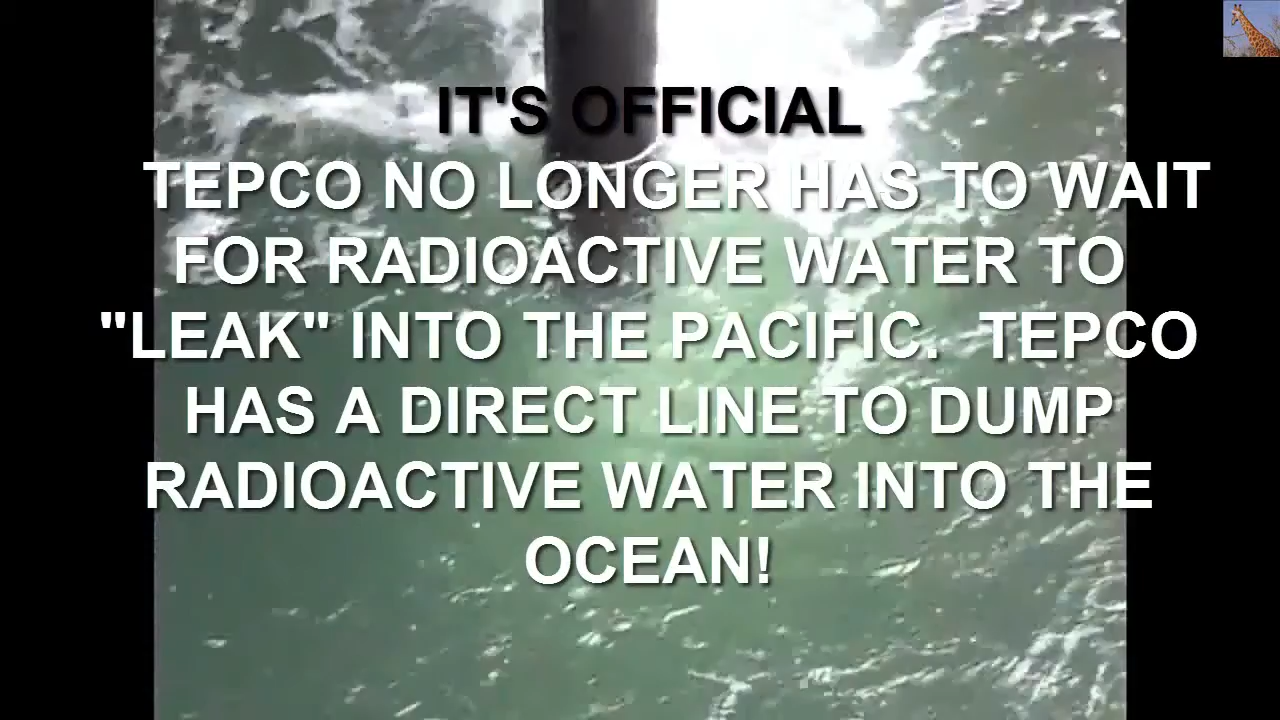 IT'S OFFICIAL
TEPCO NO LONGER HAS TO WAIT
FOR RADIOACTIVE WATER TO
"LEAK" INTO THE PACIFIC.  TEPCO
HAS A DIRECT LINE TO DUMP
RADIOACTIVE WATER INTO THE
OCEAN!